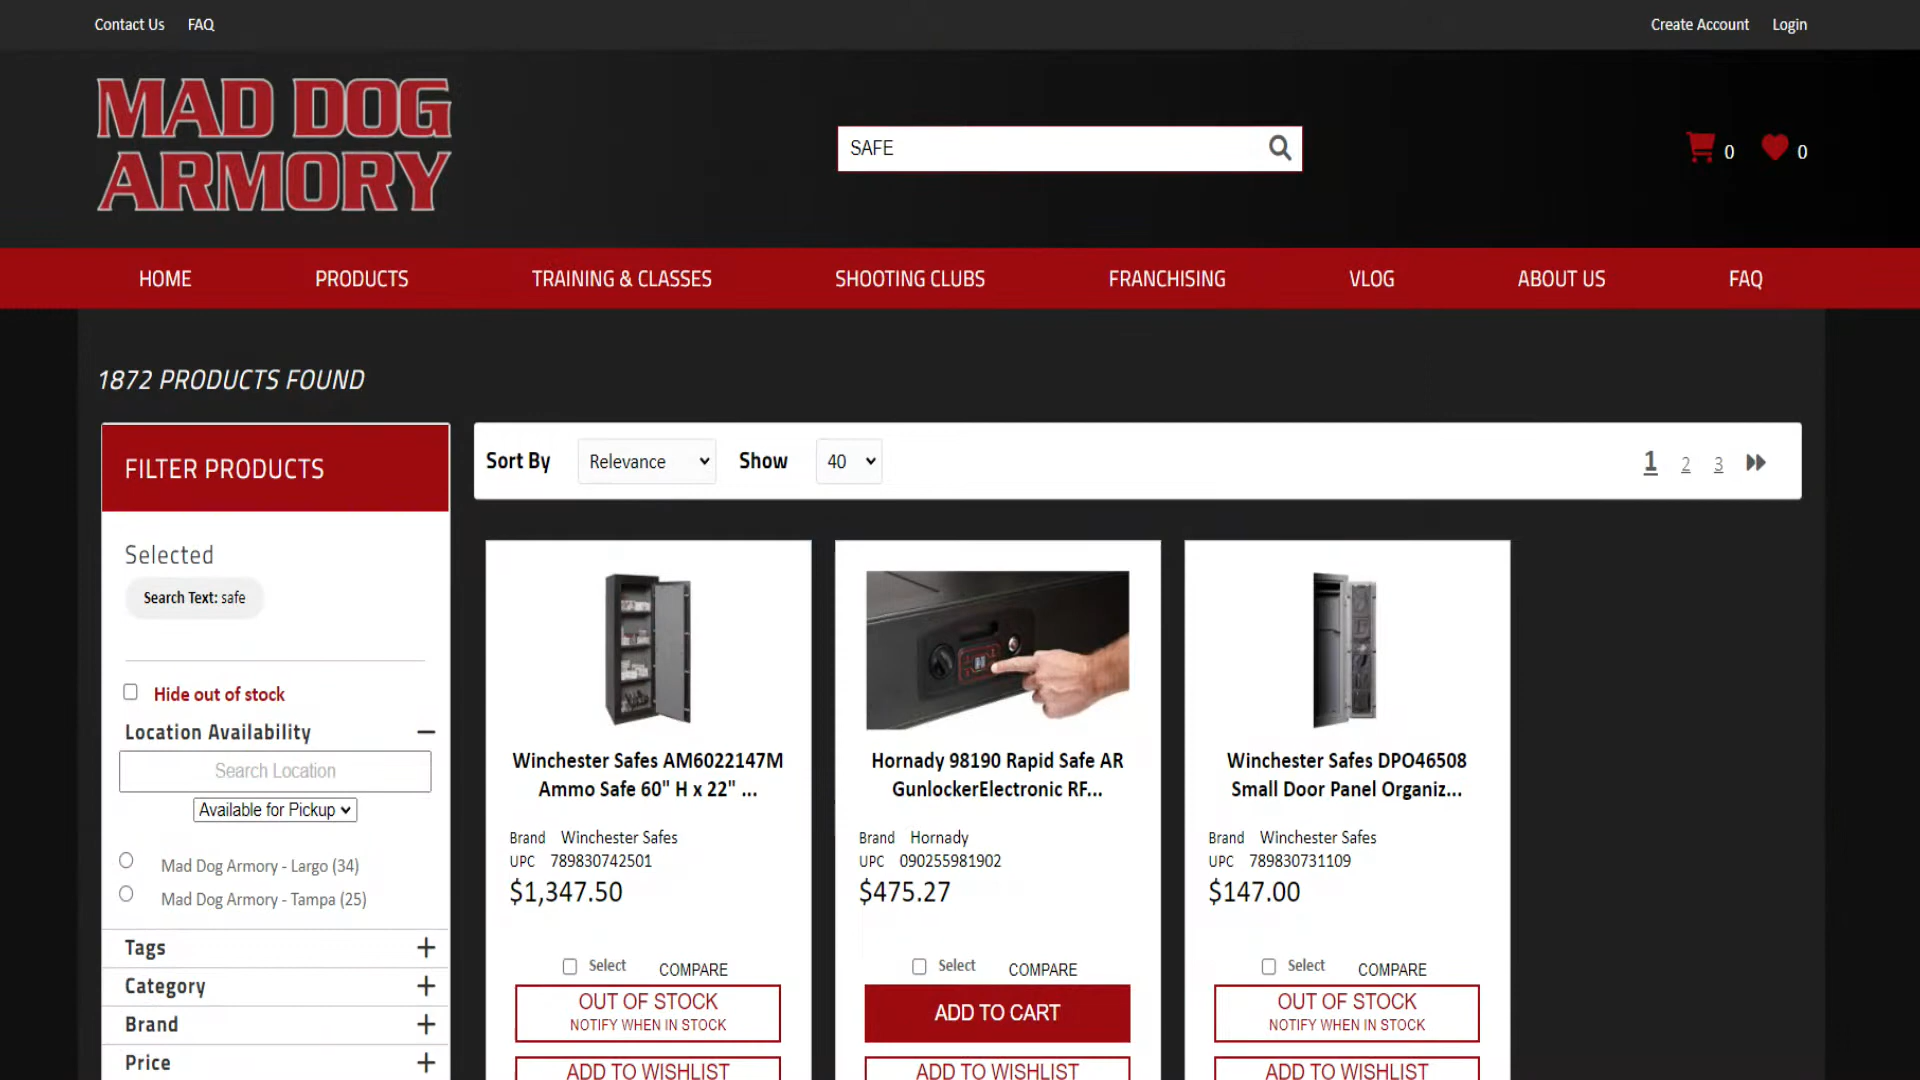 Contact Us FAQ Create Account Login
MAD DOG
ARMORY
SAFE
0 0
HOME PRODUCTS TRAINING & CLASSES SHOOTING CLUBS FRANCHISING VLOG ABOUT US FAQ
1872 PRODUCTS FOUND
FILTER PRODUCTS
Selected
Search Text: safe
Hide out of stock
Location Availability
Search Location
Available for Pickup
Mad Dog Armory - Largo (34)
Mad Dog Armory - Tampa (25)
Tags
Category
Brand
Price
Sort By Relevance Show 40 1 2 3
Winchester Safes AM6022147M
Ammo Safe 60" H x 22" ...
Brand Winchester Safes
UPC 789830742501
$1,347.50
Select COMPARE
OUT OF STOCK
NOTIFY WHEN IN STOCK
ADD TO WISHLIST
Hornady 98190 Rapid Safe AR
GunlockerElectronic RF...
Brand Hornady
UPC 090255981902
$475.27
Select COMPARE
ADD TO CART
ADD TO WISHLIST
Winchester Safes DPO46508
Small Door Panel Organiz...
Brand Winchester Safes
UPC 789830731109
$147.00
Select COMPARE
OUT OF STOCK
NOTIFY WHEN IN STOCK
ADD TO WISHLIST